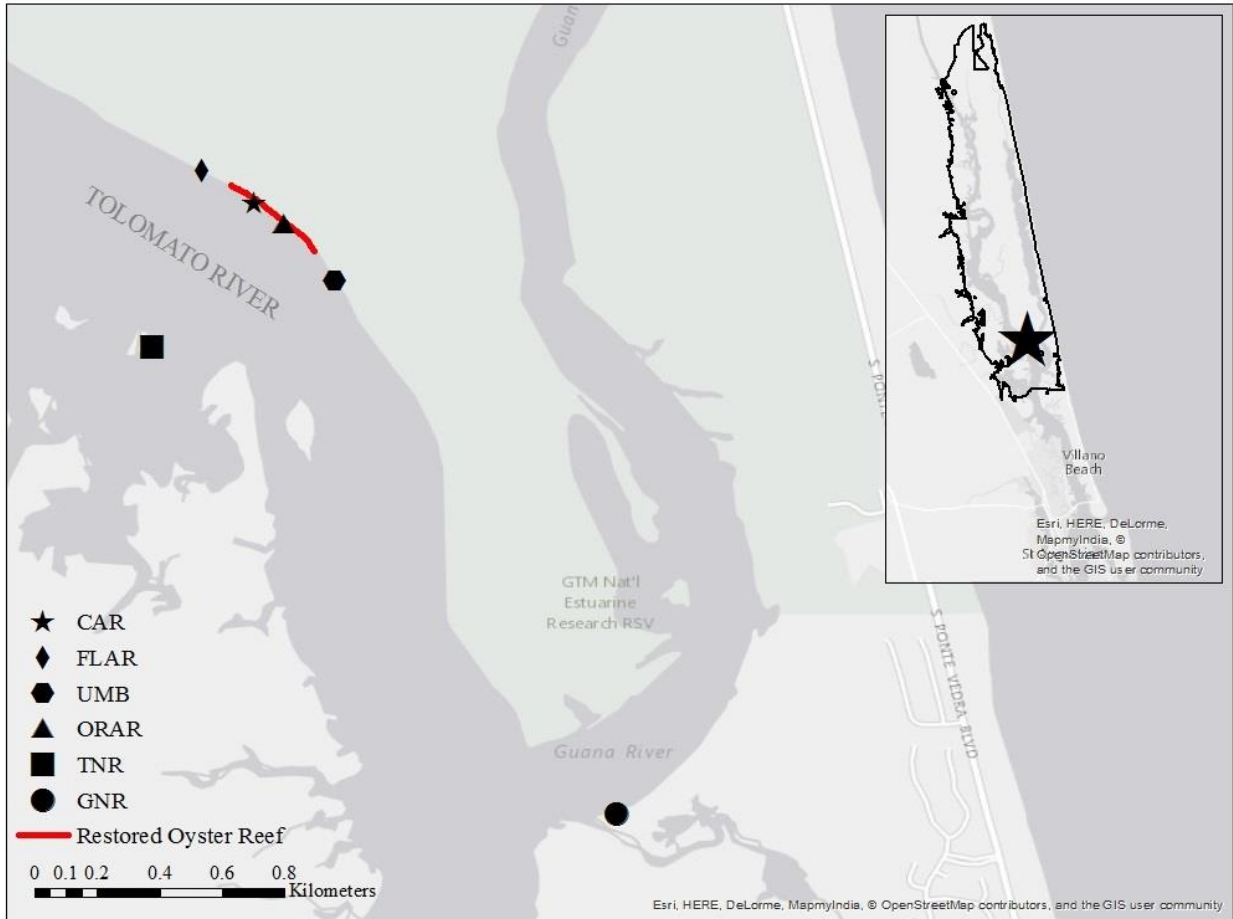 Guana
TOLOMATO RIVER
S PONTE
GTM Nat'l
Estuarine
Research RSV
S PONTE VEDRA BLVD
Guana River
CAR
FLAR
UMB
ORAR
TNR
GNR
Restored Oyster Reef
0 0.1 0.2 0.4 0.6 0.8
Kilometers
Villano
Beach
Esri, HERE, DeLorme,
MapmyIndia, ©
OpenStreetMap contributors,
and the GIS user community
Esri, HERE, DeLorme, MapmyIndia, © OpenStreetMap contributors, and the GIS user community